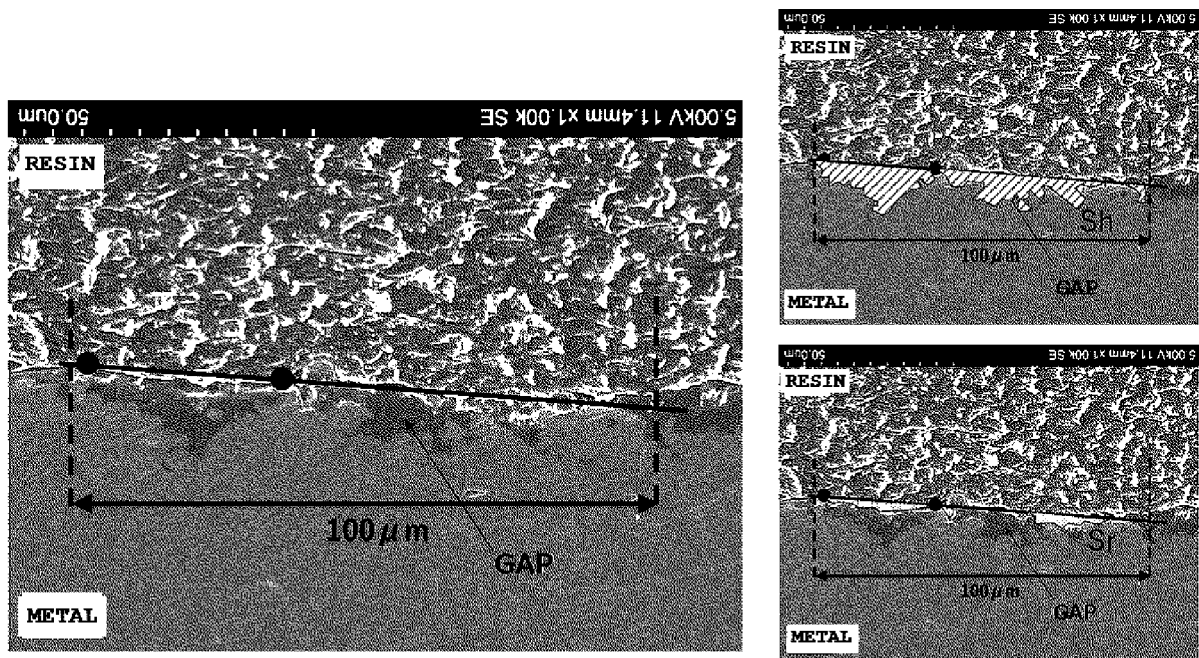 50.0um 5.00kV 11.4mm x1.00k SE
RESIN
100μm
GAP
METAL
50.0um 5.00kV 11.4mm x1.00k SE
RESIN
Sh
100μm
GAP
METAL
50.0um 5.00kV 11.4mm x1.00k SE
RESIN
Sr
100μm
GAP
METAL